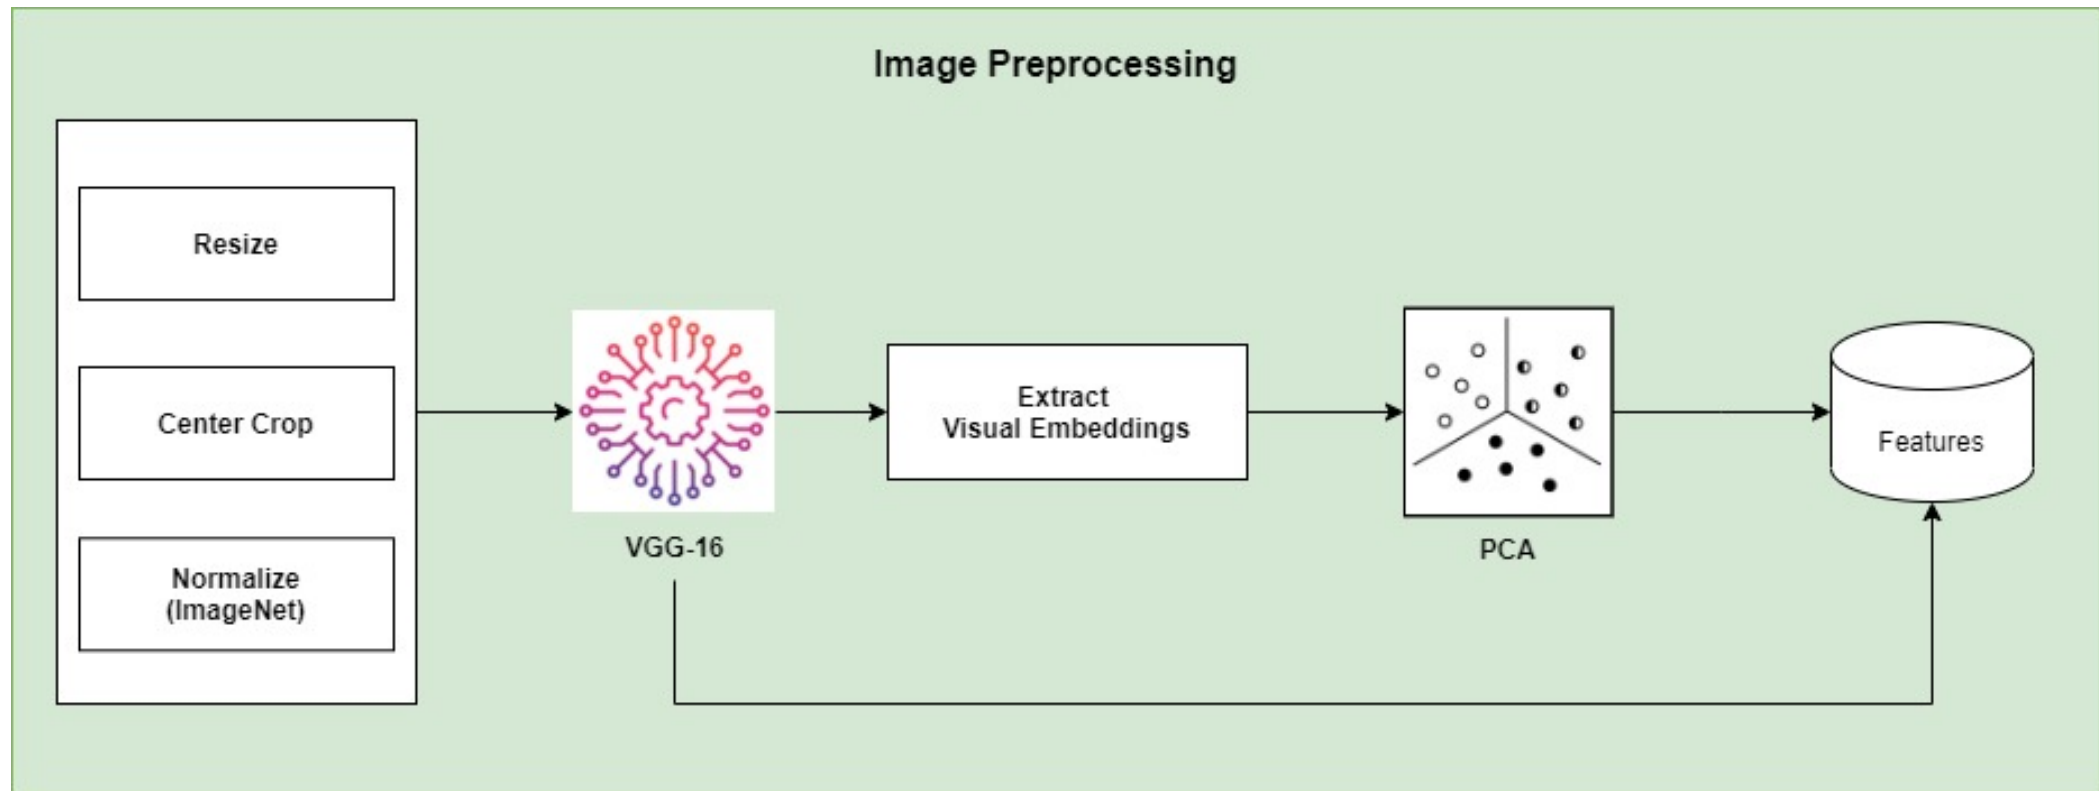 Image Preprocessing
Resize
Center Crop
Normalize
(ImageNet)
VGG-16
Extract
Visual Embeddings
PCA
Features